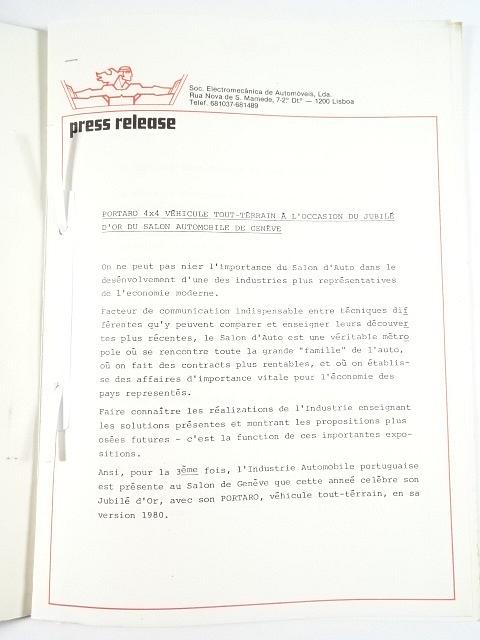 Soc. Electromecânica de Automóveis, Lda.
Rua Nova de S. Mamede, 7-2º Dtº — 1200 Lisboa
Telef. 681037-681489
press release
PORTARO 4x4 VÉHICULE TOUT-TÉRRAIN À L'OCCASION DU JUBILÉ
D'OR DU SALON AUTOMOBILE DE GENÊVE
On ne peut pas nier l'importance du Salon d'Auto dans le
desénvolvement d'une des industries plus représentatives
de l'economie moderne.
Facteur de communication indispensable entre técniques dif
férentes qu'y peuvent comparer et enseigner leurs découver
tes plus récentes, le Salon d'Auto est une véritable métro
pole où se rencontre toute la grande "famille" de l'auto,
où on fait des contracts plus rentables, et où on établis-
se des affaires d'importance vitale pour l'économie des
pays representés.
Faire connaître les réalizations de l'Industrie enseignant
les solutions présentes et montrant les propositions plus
osées futures - c'est la function de ces importantes expo-
sitions.
Ansi, pour la 3ème fois, l'Industrie Automobile portuguaise
est présente au Salon de Genêve que cette anneé célèbre son
Jubilé d'Or, avec son PORTARO, véhicule tout-térrain, en sa
version 1980.